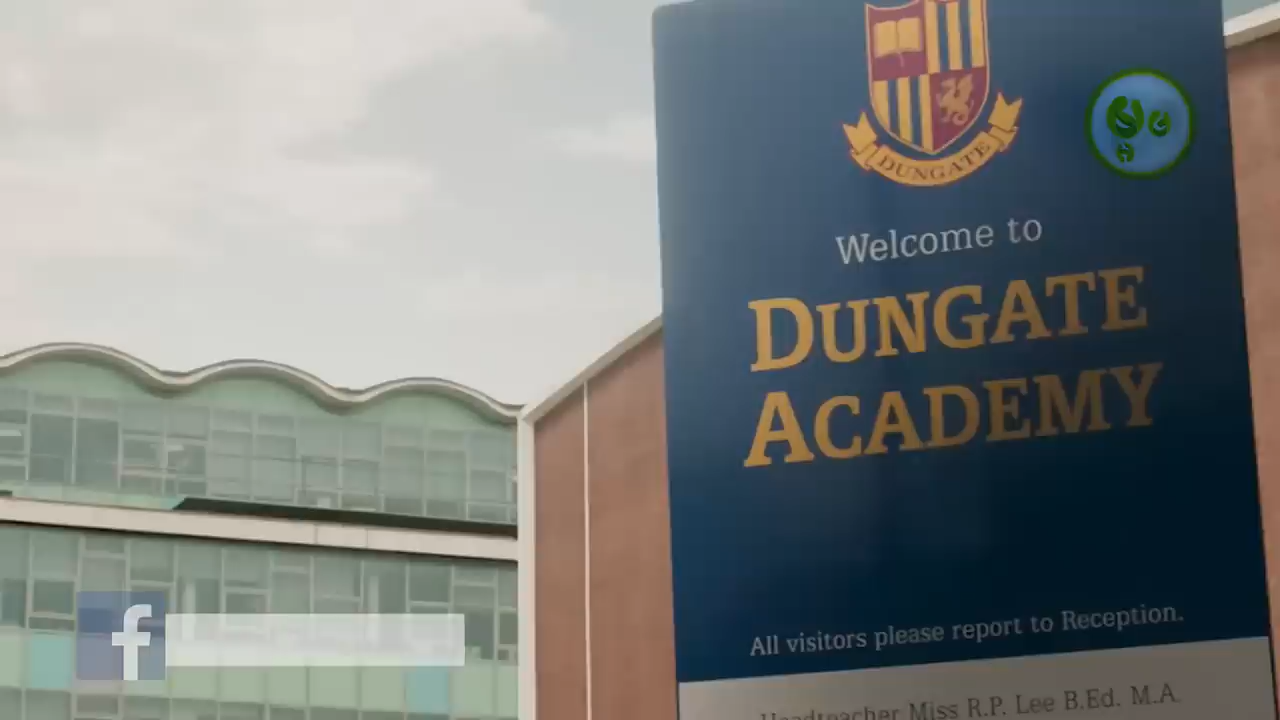 DUNGATE
Welcome to
DUNGATE
ACADEMY
All visitors please report to Reception.
Headteacher Miss R.P. Lee B.Ed. M.A.
f